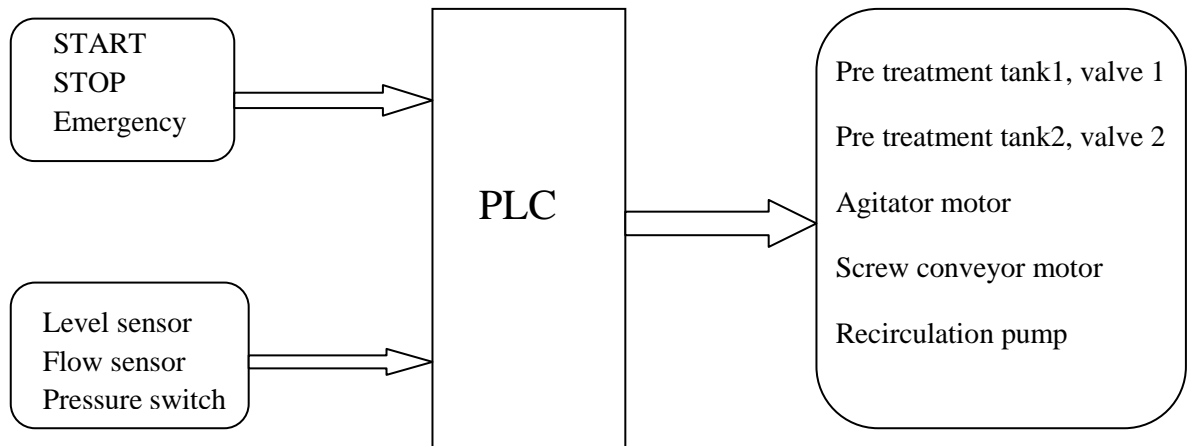 START
STOP
Emergency
Level sensor
Flow sensor
Pressure switch
PLC
Pre treatment tank1, valve 1
Pre treatment tank2, valve 2
Agitator motor
Screw conveyor motor
Recirculation pump